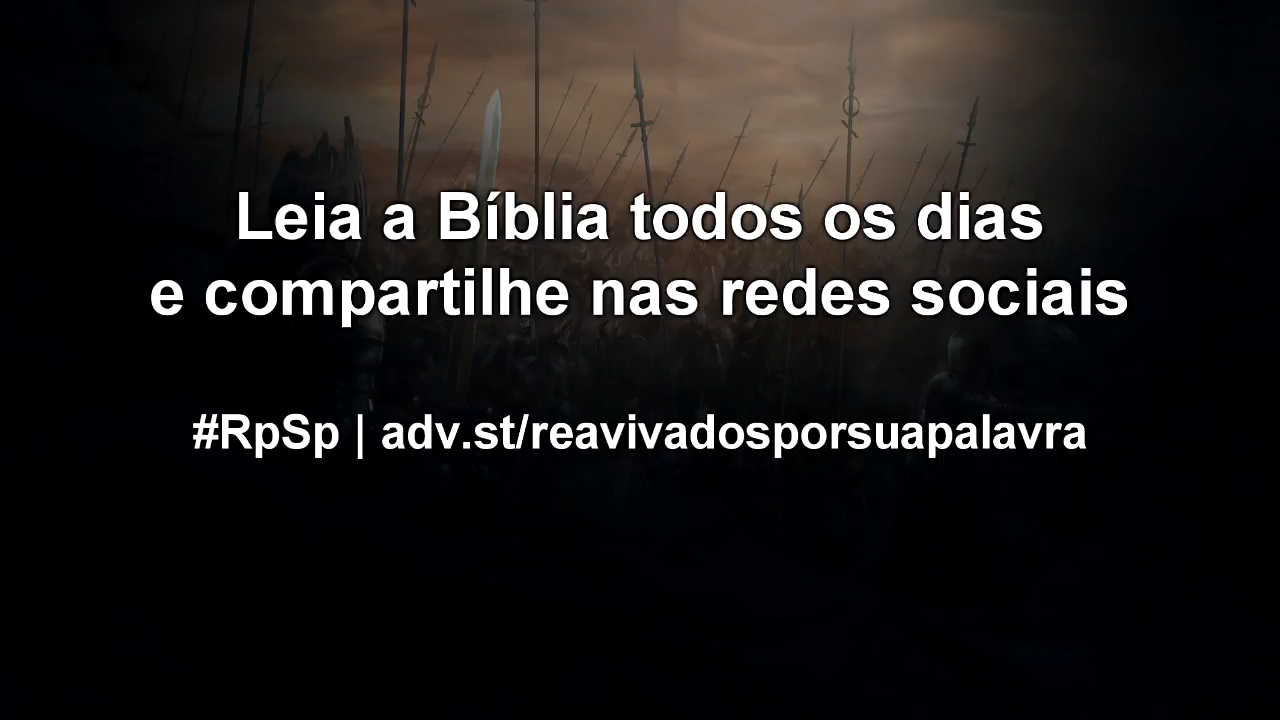 Leia a Bíblia todos os dias
e compartilhe nas redes sociais
#RpSp | adv.st/reavivadosporsuapalavra